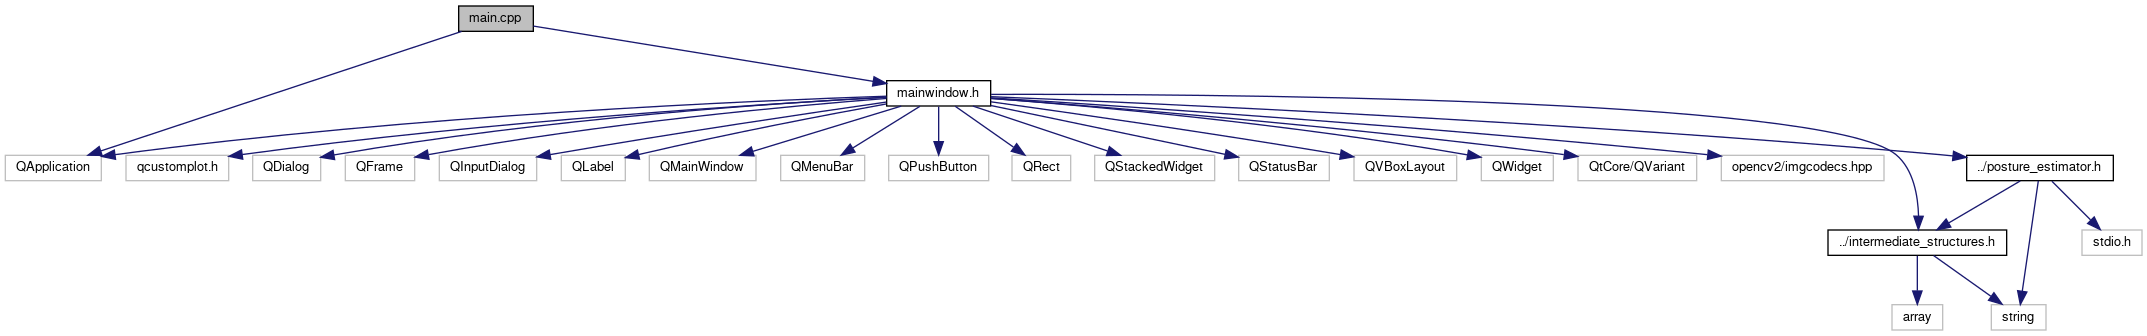 main.cpp
mainwindow.h
QApplication
qcustomplot.h
QDialog
QFrame
QInputDialog
QLabel
QMainWindow
QMenuBar
QPushButton
QRect
QStackedWidget
QStatusBar
QVBoxLayout
QWidget
QtCore/QVariant
opencv2/imgcodecs.hpp
../posture_estimator.h
../intermediate_structures.h
stdio.h
array
string